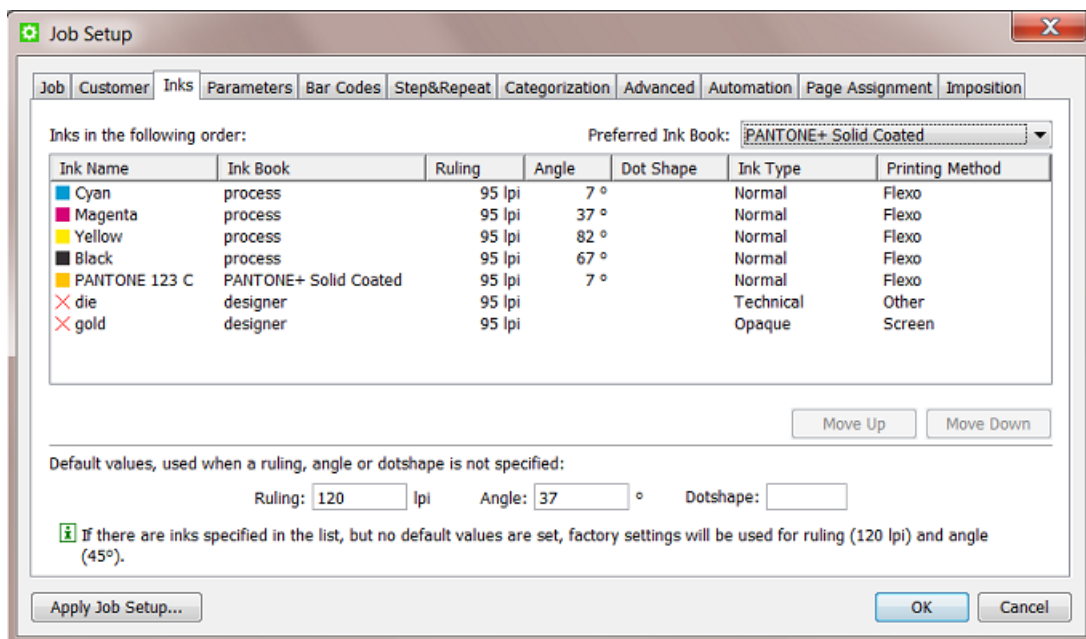 Job Setup
Job Customer Inks Parameters Bar Codes Step&Repeat Categorization Advanced Automation Page Assignment Imposition
Inks in the following order: Preferred Ink Book: PANTONE+ Solid Coated
Ink Name Ink Book Ruling Angle Dot Shape Ink Type Printing Method
Cyan process 95 lpi 7 º Normal Flexo
Magenta process 95 lpi 37 º Normal Flexo
Yellow process 95 lpi 82 º Normal Flexo
Black process 95 lpi 67 º Normal Flexo
PANTONE 123 C PANTONE+ Solid Coated 95 lpi 7 º Normal Flexo
die designer 95 lpi Technical Other
gold designer 95 lpi Opaque Screen
Move Up Move Down
Default values, used when a ruling, angle or dotshape is not specified:
Ruling: 120 lpi Angle: 37 º Dotshape:
If there are inks specified in the list, but no default values are set, factory settings will be used for ruling (120 lpi) and angle
(45º).
Apply Job Setup... OK Cancel